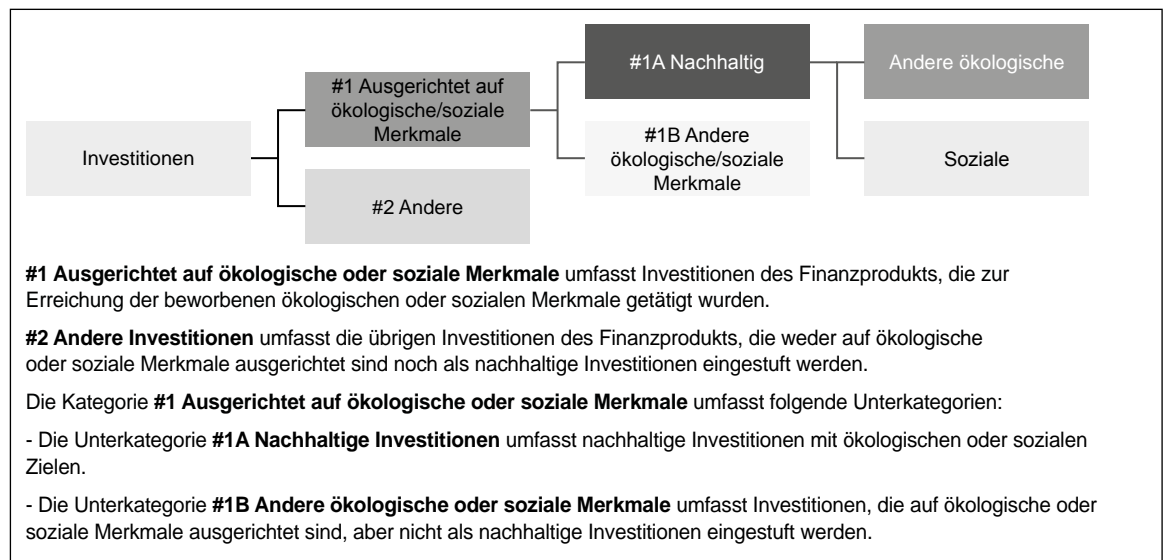 Investitionen
#1 Ausgerichtet auf
ökologische/soziale
Merkmale
#2 Andere
#1A Nachhaltig
#1B Andere
ökologische/soziale
Merkmale
Andere ökologische
Soziale
#1 Ausgerichtet auf ökologische oder soziale Merkmale umfasst Investitionen des Finanzprodukts, die zur
Erreichung der beworbenen ökologischen oder sozialen Merkmale getätigt wurden.
#2 Andere Investitionen umfasst die übrigen Investitionen des Finanzprodukts, die weder auf ökologische
oder soziale Merkmale ausgerichtet sind noch als nachhaltige Investitionen eingestuft werden.
Die Kategorie #1 Ausgerichtet auf ökologische oder soziale Merkmale umfasst folgende Unterkategorien:
- Die Unterkategorie #1A Nachhaltige Investitionen umfasst nachhaltige Investitionen mit ökologischen oder sozialen
Zielen.
- Die Unterkategorie #1B Andere ökologische oder soziale Merkmale umfasst Investitionen, die auf ökologische oder
soziale Merkmale ausgerichtet sind, aber nicht als nachhaltige Investitionen eingestuft werden.